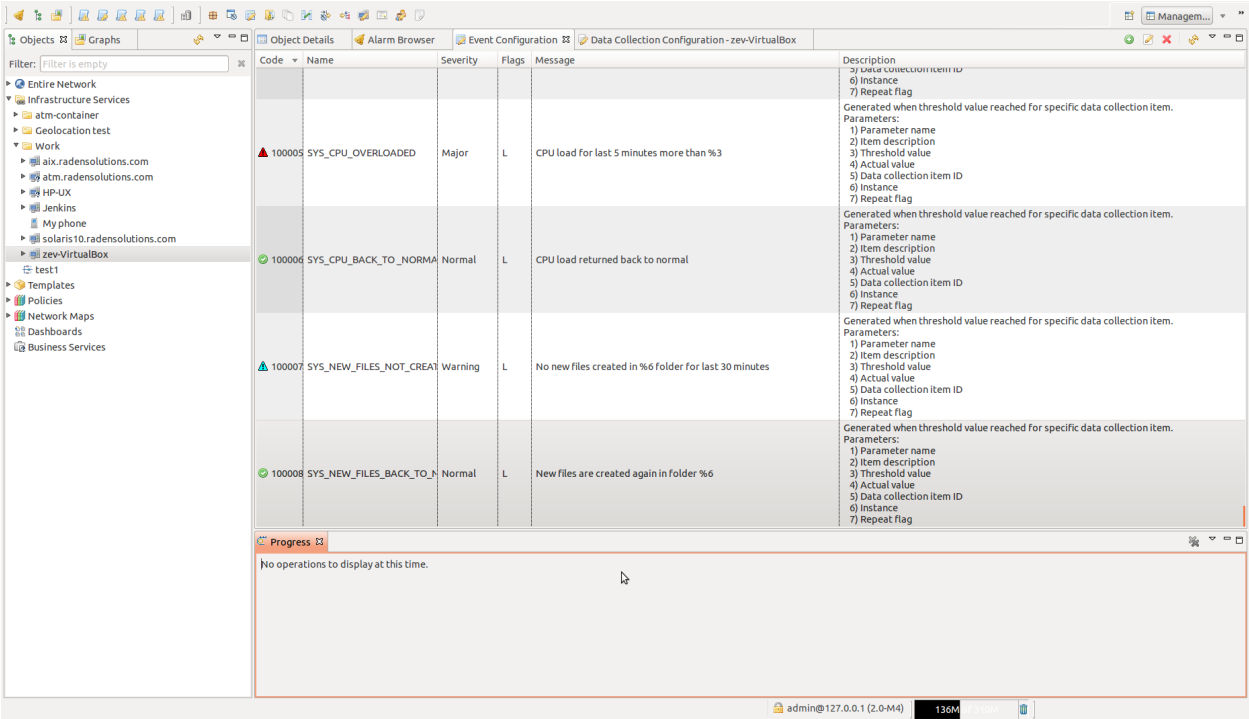 Managem...
Objects
Graphs
Object Details
Alarm Browser
Event Configuration
Data Collection Configuration - zev-VirtualBox
Filter: Filter is empty
Code Name Severity Flags Message Description
Entire Network
Infrastructure Services
atm-container
Geolocation test
Work
aix.radensolutions.com
atm.radensolutions.com
HP-UX
Jenkins
My phone
solaris10.radensolutions.com
zev-VirtualBox
test1
Templates
Policies
Network Maps
Dashboards
Business Services
5) Data collection item ID
6) Instance
7) Repeat flag
100005 SYS_CPU_OVERLOADED Major L CPU load for last 5 minutes more than %3
Generated when threshold value reached for specific data collection item.
Parameters:
1) Parameter name
2) Item description
3) Threshold value
4) Actual value
5) Data collection item ID
6) Instance
7) Repeat flag
100006 SYS_CPU_BACK_TO _NORMA Normal L CPU load returned back to normal
Generated when threshold value reached for specific data collection item.
Parameters:
1) Parameter name
2) Item description
3) Threshold value
4) Actual value
5) Data collection item ID
6) Instance
7) Repeat flag
100007 SYS_NEW_FILES_NOT_CREAT Warning L No new files created in %6 folder for last 30 minutes
Generated when threshold value reached for specific data collection item.
Parameters:
1) Parameter name
2) Item description
3) Threshold value
4) Actual value
5) Data collection item ID
6) Instance
7) Repeat flag
100008 SYS_NEW_FILES_BACK_TO_N Normal L New files are created again in folder %6
Generated when threshold value reached for specific data collection item.
Parameters:
1) Parameter name
2) Item description
3) Threshold value
4) Actual value
5) Data collection item ID
6) Instance
7) Repeat flag
Progress
No operations to display at this time.
admin@127.0.0.1 (2.0-M4)
136M